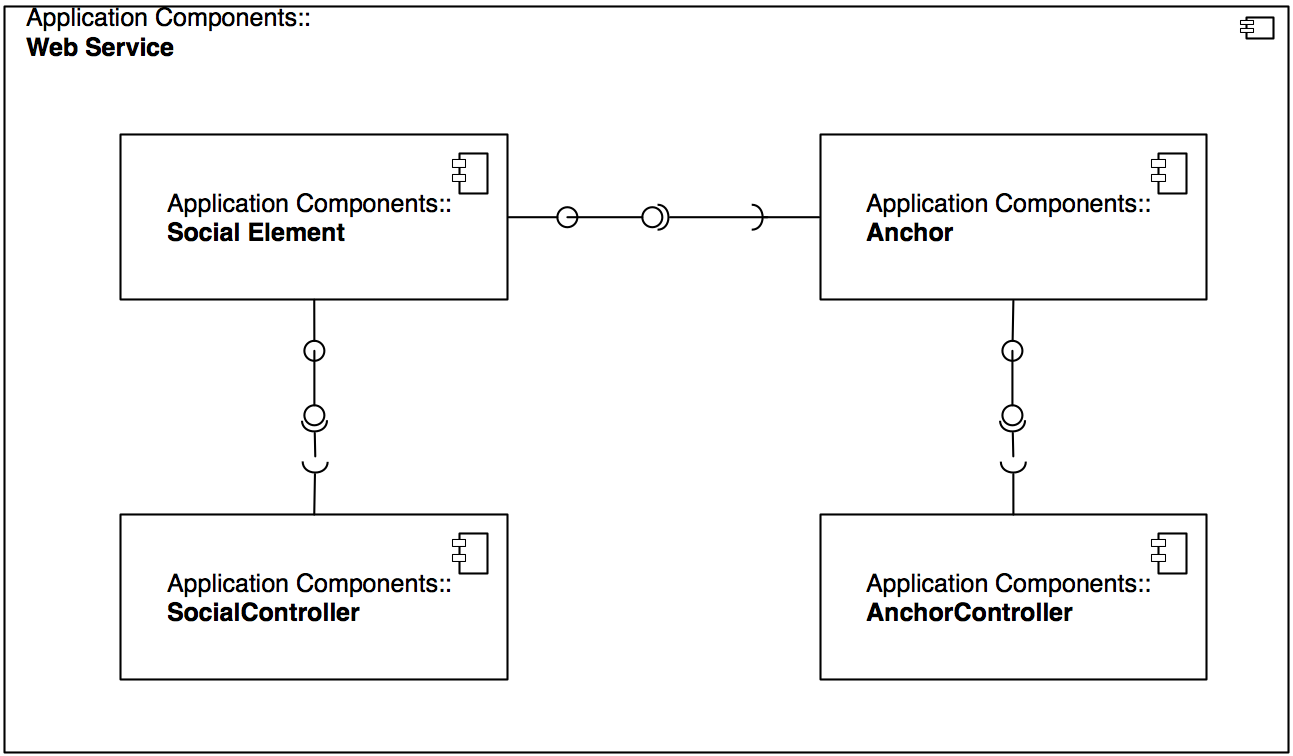 Application Components::
Web Service
Application Components::
Social Element
Application Components::
Anchor
Application Components::
SocialController
Application Components::
AnchorController